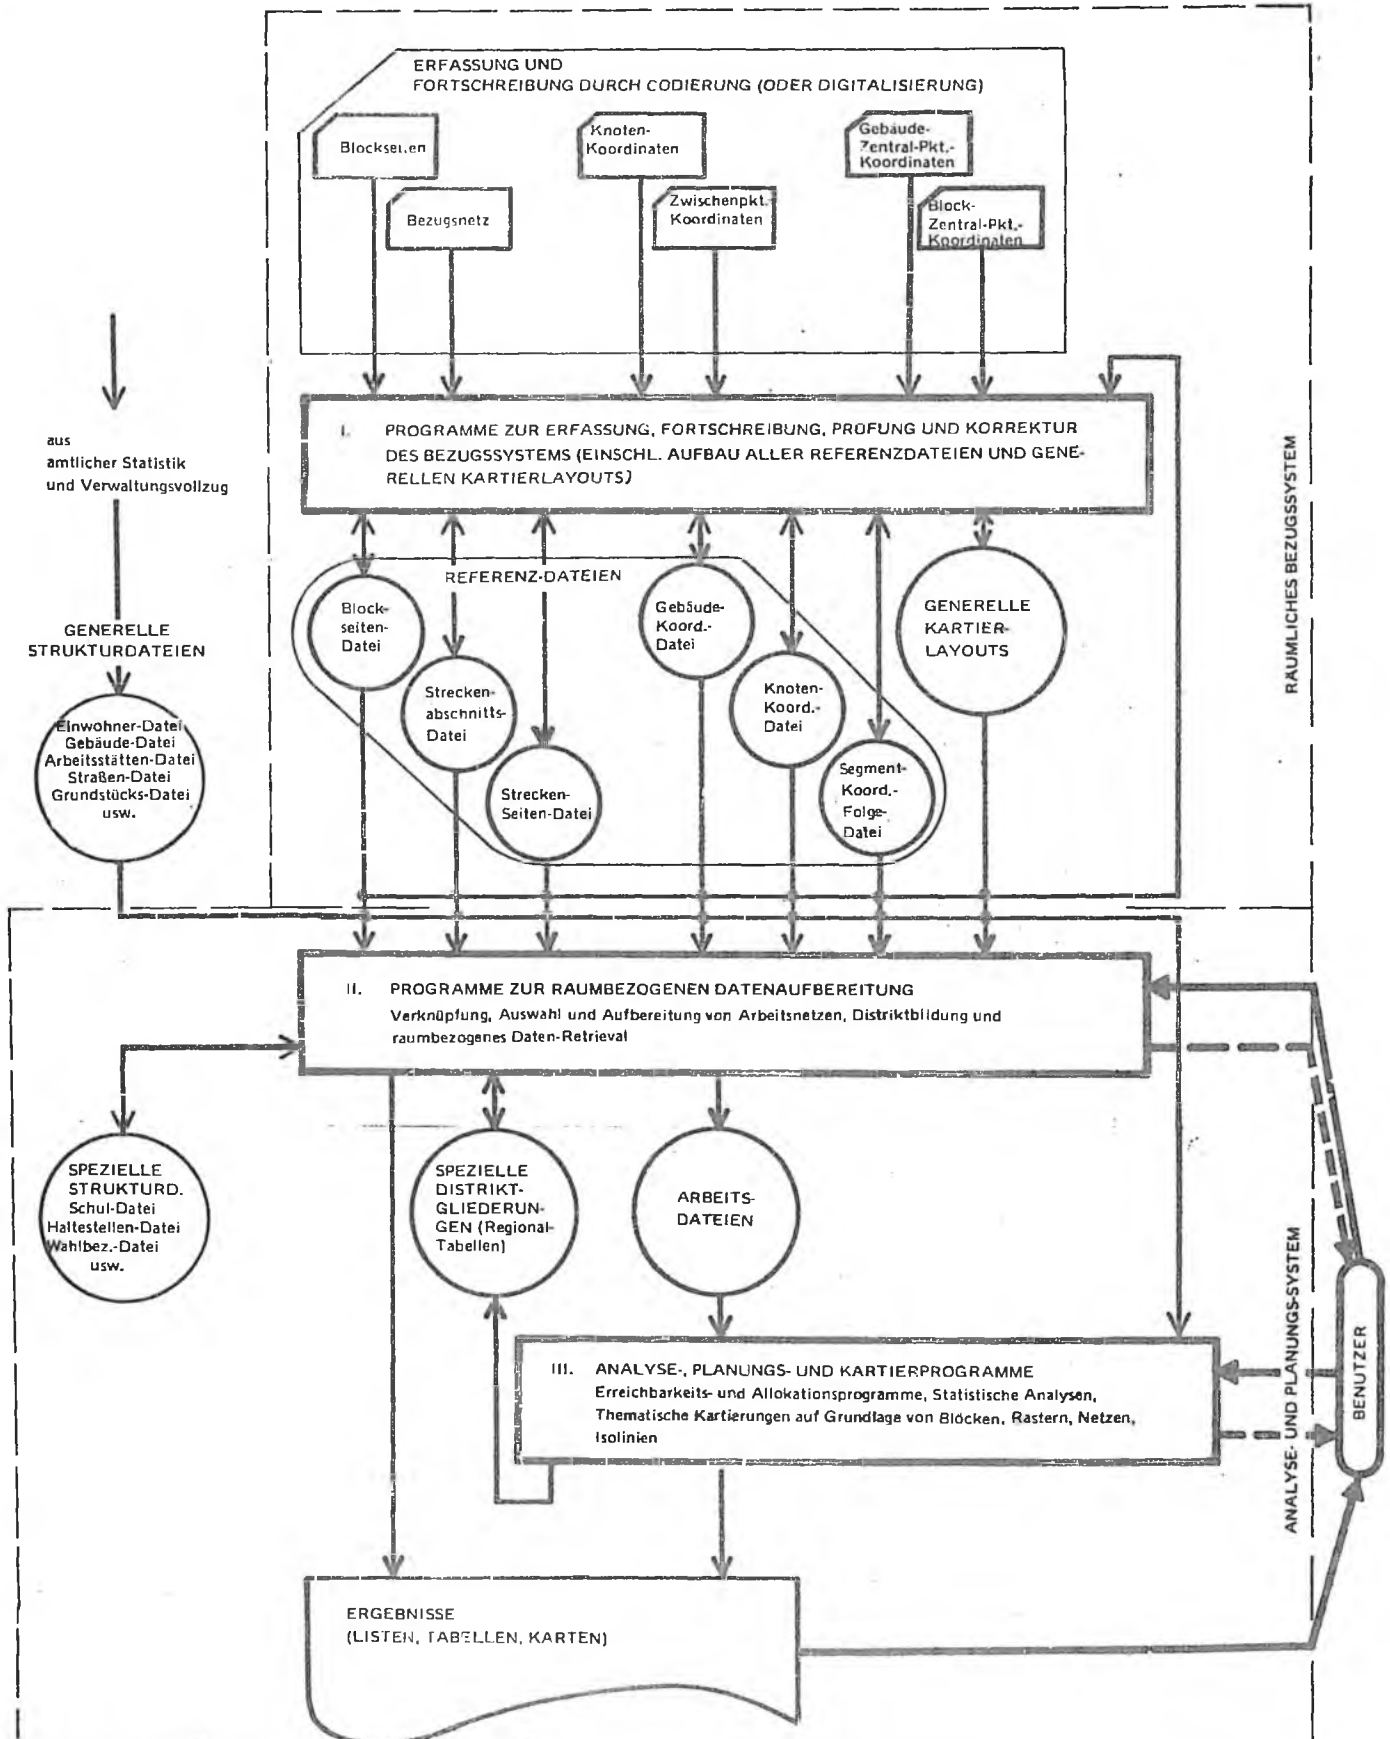 ERFASSUNG UND
FORTSCHREIBUNG DURCH CODIERUNG (ODER DIGITALISIERUNG)
Blockseiten
Bezugsnetz
Knoten-
Koordinaten
Zwischenpkt.
Koordinaten
Gebäude-
Zentral-Pkt.-
Koordinaten
Block-
Zentral-Pkt.-
Koordinaten
aus
amtlicher Statistik
und Verwaltungsvollzug
I. PROGRAMME ZUR ERFASSUNG, FORTSCHREIBUNG, PRÜFUNG UND KORREKTUR
DES BEZUGSSYSTEMS (EINSCHL. AUFBAU ALLER REFERENZDATEIEN UND GENE-
RELLEN KARTIERLAYOUTS)
RÄUMLICHES BEZUGSSYSTEM
REFERENZ-DATEIEN
Block-
seiten-
Datei
Strecken-
abschnitts-
Datei
Strecken-
Seiten-Datei
Gebäude-
Koord.-
Datei
Knoten-
Koord.-
Datei
Segment-
Koord.-
Folge-
Datei
GENERELLE
KARTIER-
LAYOUTS
GENERELLE
STRUKTURDATEIEN
Einwohner-Datei
Gebäude-Datei
Arbeitsstätten-Datei
Straßen-Datei
Grundstücks-Datei
usw.
II. PROGRAMME ZUR RAUMBEZOGENEN DATENAUFBEREITUNG
Verknüpfung, Auswahl und Aufbereitung von Arbeitsnetzen, Distriktbildung und
raumbezogenes Daten-Retrieval
SPEZIELLE
STRUKTURD.
Schul-Datei
Haltestellen-Datei
Wahlbez.-Datei
usw.
SPEZIELLE
DISTRIKT-
GLIEDERUN-
GEN (Regional-
Tabellen)
ARBEITS-
DATEIEN
III. ANALYSE-, PLANUNGS- UND KARTIERPROGRAMME
Erreichbarkeits- und Allokationsprogramme, Statistische Analysen,
Thematische Kartierungen auf Grundlage von Blöcken, Rastern, Netzen,
Isolinien
ANALYSE- UND PLANUNGS-SYSTEM
BENUTZER
ERGEBNISSE
(LISTEN, TABELLEN, KARTEN)